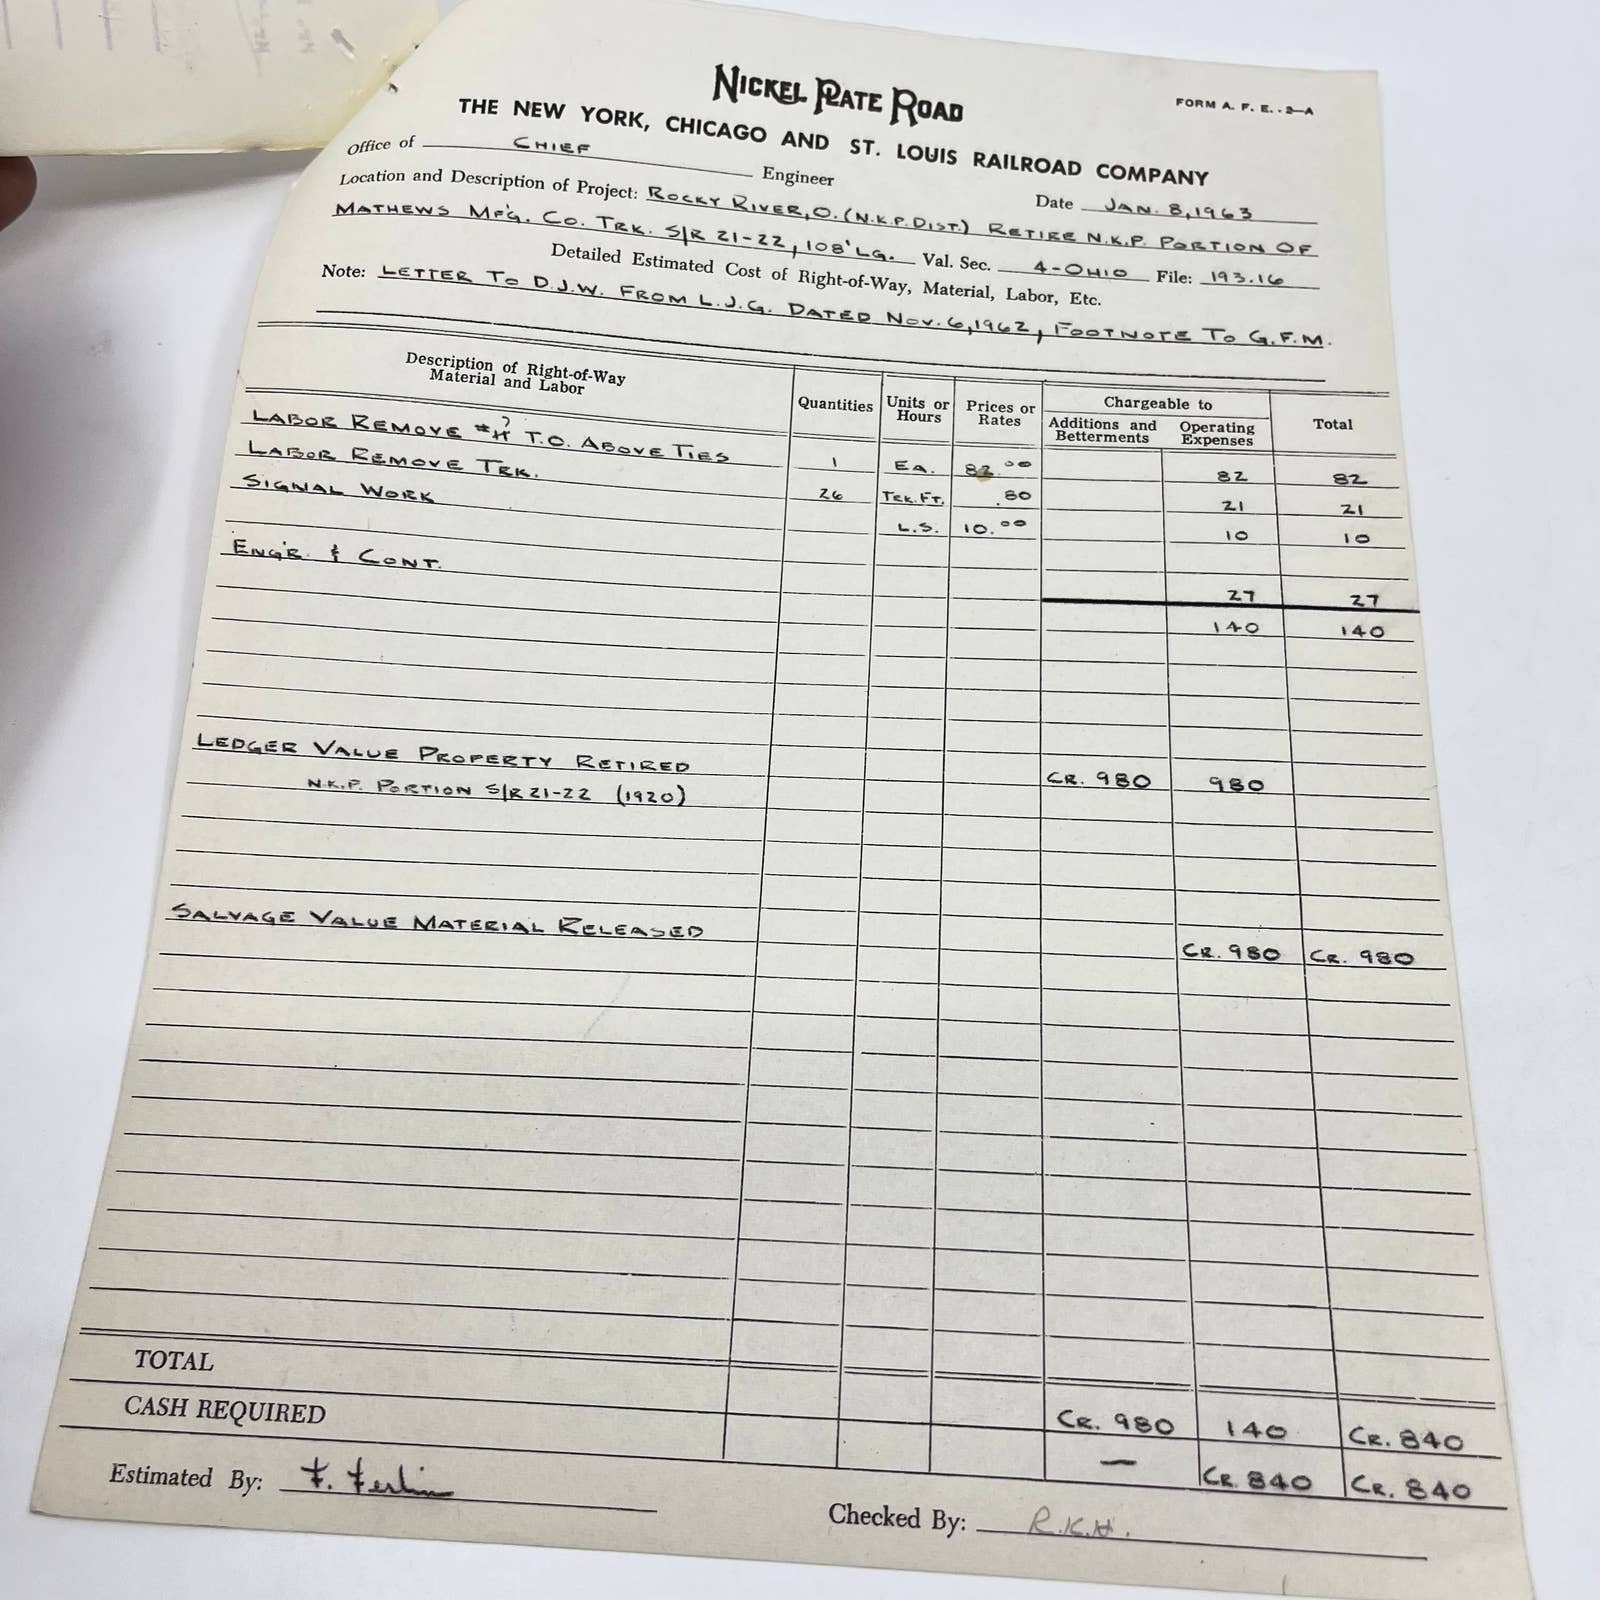 NICKEL PLATE ROAD
FORM A. F. E. - 2—A
THE NEW YORK, CHICAGO AND ST. LOUIS RAILROAD COMPANY
Office of CHIEF Engineer
Date JAN. 8, 1963
Location and Description of Project: ROCKY RIVER, O. (N.K.P. DIST.) RETIRE N.K.P. PORTION OF
MATHEWS MF'G. CO. TRK. S/R 21-22, 108' LG. Val. Sec. 4-OHIO File: 193.16
Detailed Estimated Cost of Right-of-Way, Material, Labor, Etc.
Note: LETTER TO D.J.W. FROM L.J.G. DATED NOV. 6, 1962, FOOTNOTE TO G.F.M.
Description of Right-of-Way Quantities Units or Prices or Chargeable to Total
Material and Labor Hours Rates Additions and Operating
Betterments Expenses
LABOR REMOVE T.O. ABOVE TIES 1 EA. 82.00 82 82
LABOR REMOVE TRK. 26 TRK. FT. .80 21 21
SIGNAL WORK L.S. 10.00 10 10
ENG'R. & CONT. 27 27
140 140
LEDGER VALUE PROPERTY RETIRED CR. 980 980
N.K.P. PORTION S/R 21-22 (1920)
SALVAGE VALUE MATERIAL RELEASED CR. 980 CR. 980
TOTAL CR. 980 140 CR. 840
CASH REQUIRED — CR. 840 CR. 840
Estimated By: F. Ferlin
Checked By: R.K.H.